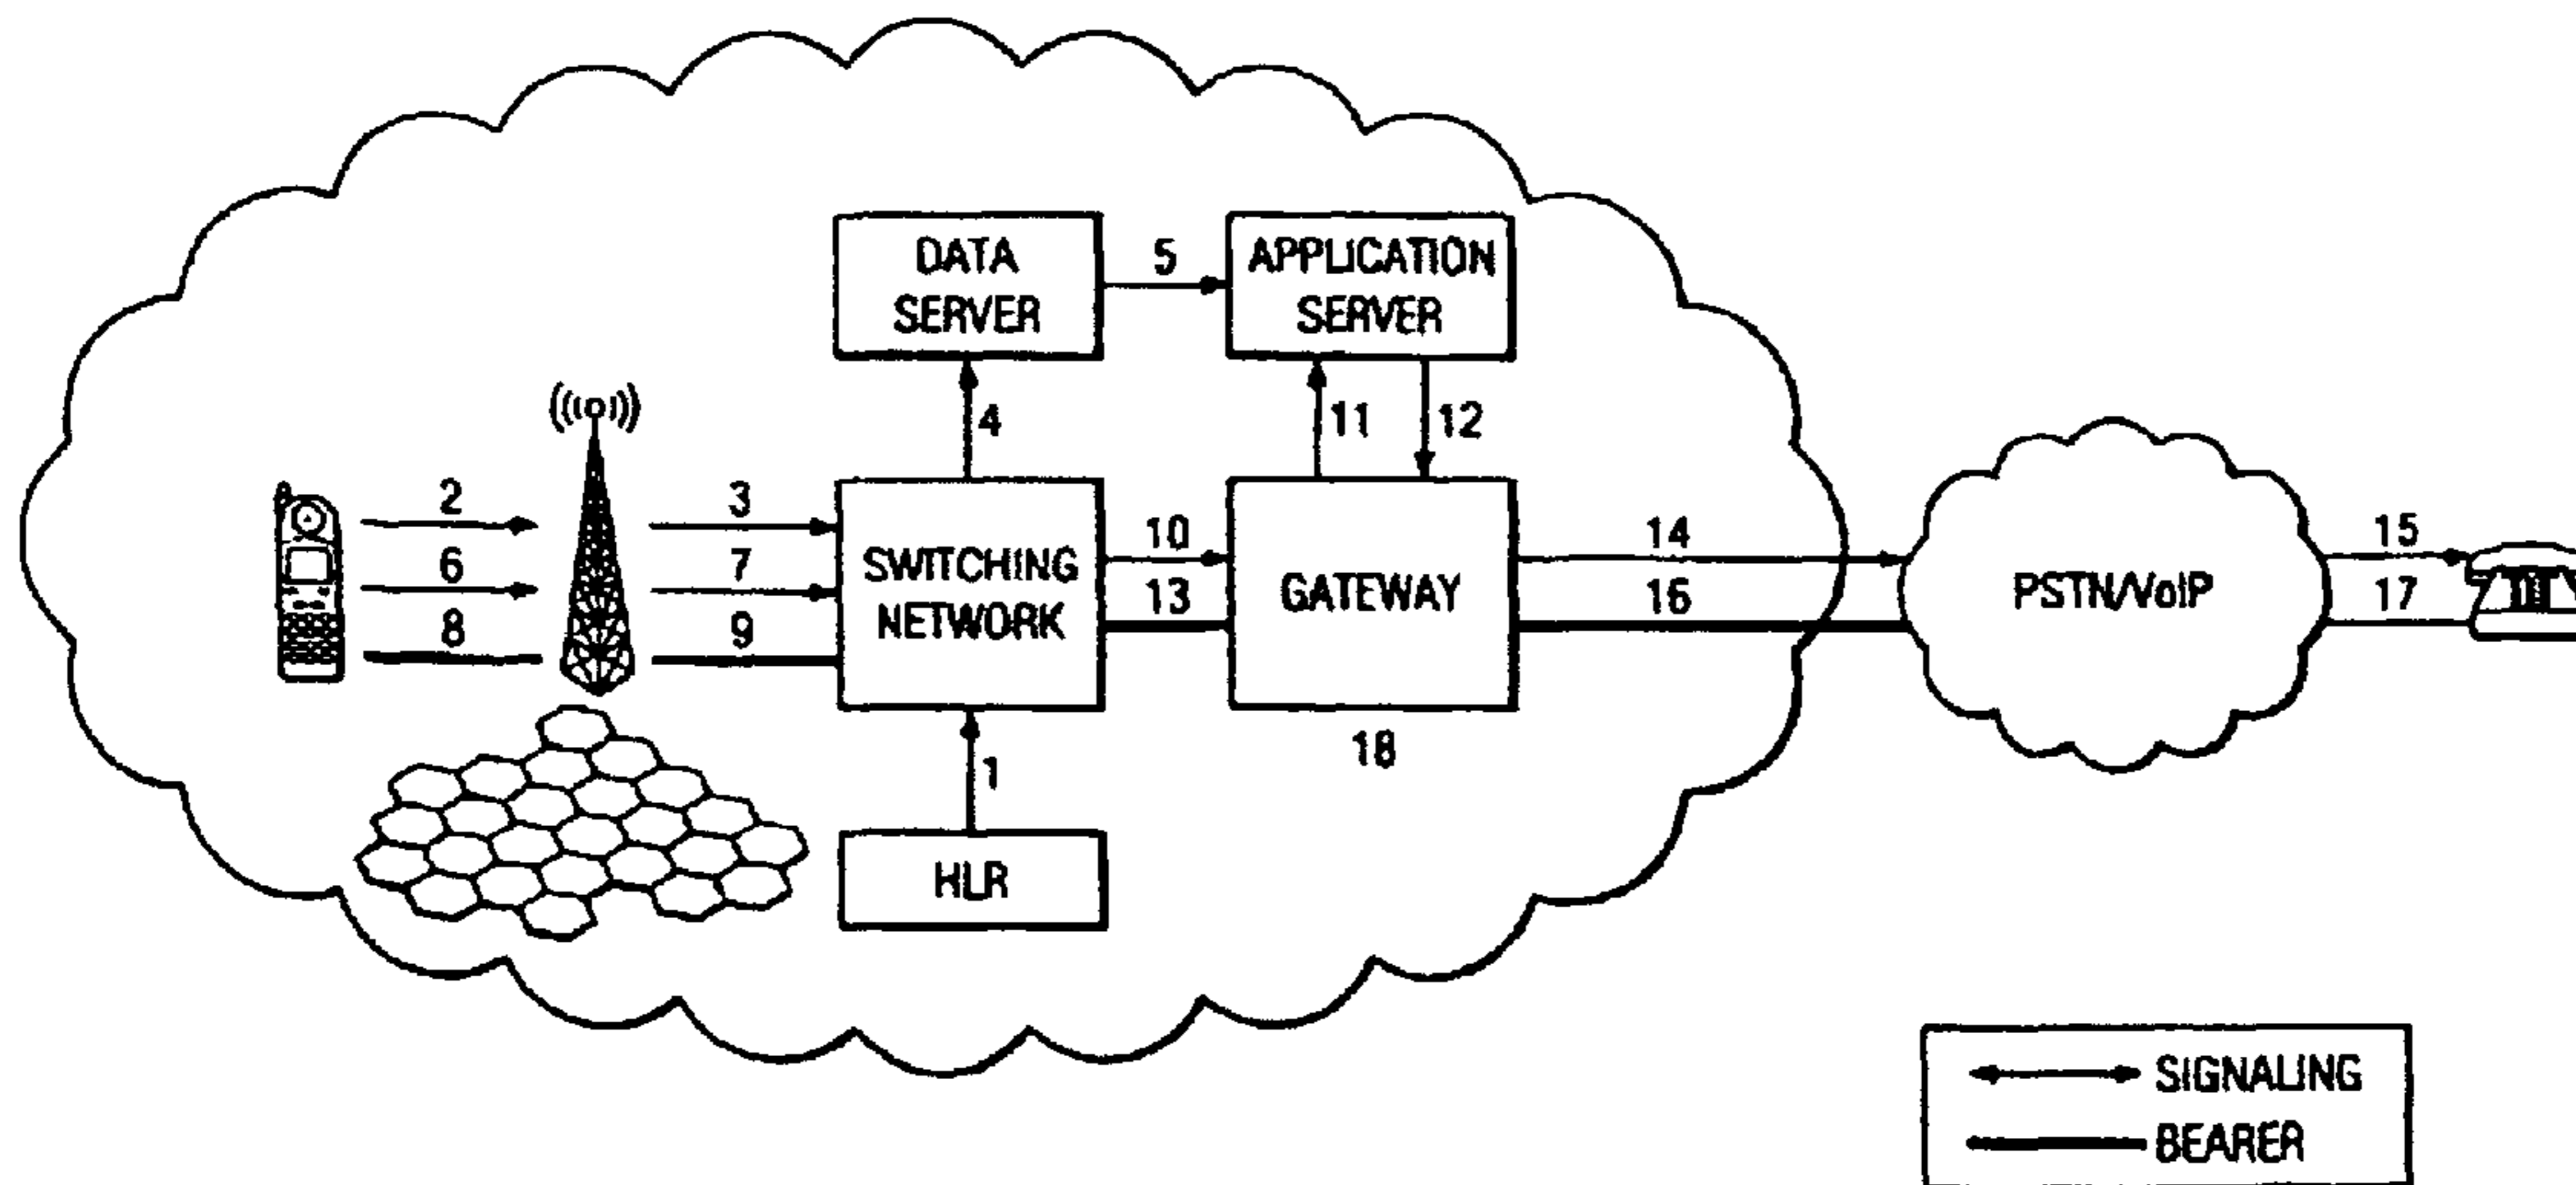 DATA
SERVER
5
APPLICATION
SERVER
4
11
12
2
3
6
7
8
9
SWITCHING
NETWORK
10
13
GATEWAY
14
16
PSTN/VoIP
15
17
18
1
HLR
SIGNALING
BEARER